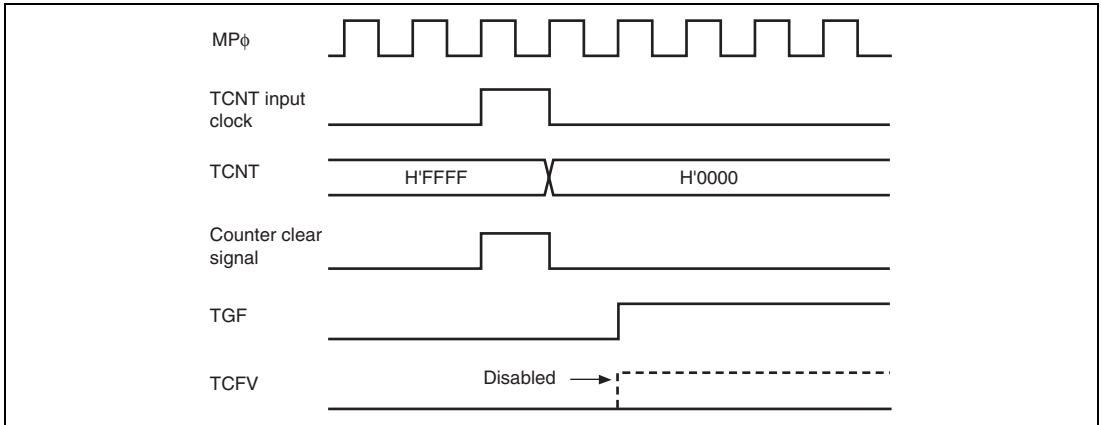 MPϕ
TCNT input
clock
TCNT
H'FFFF
H'0000
Counter clear
signal
TGF
TCFV
Disabled